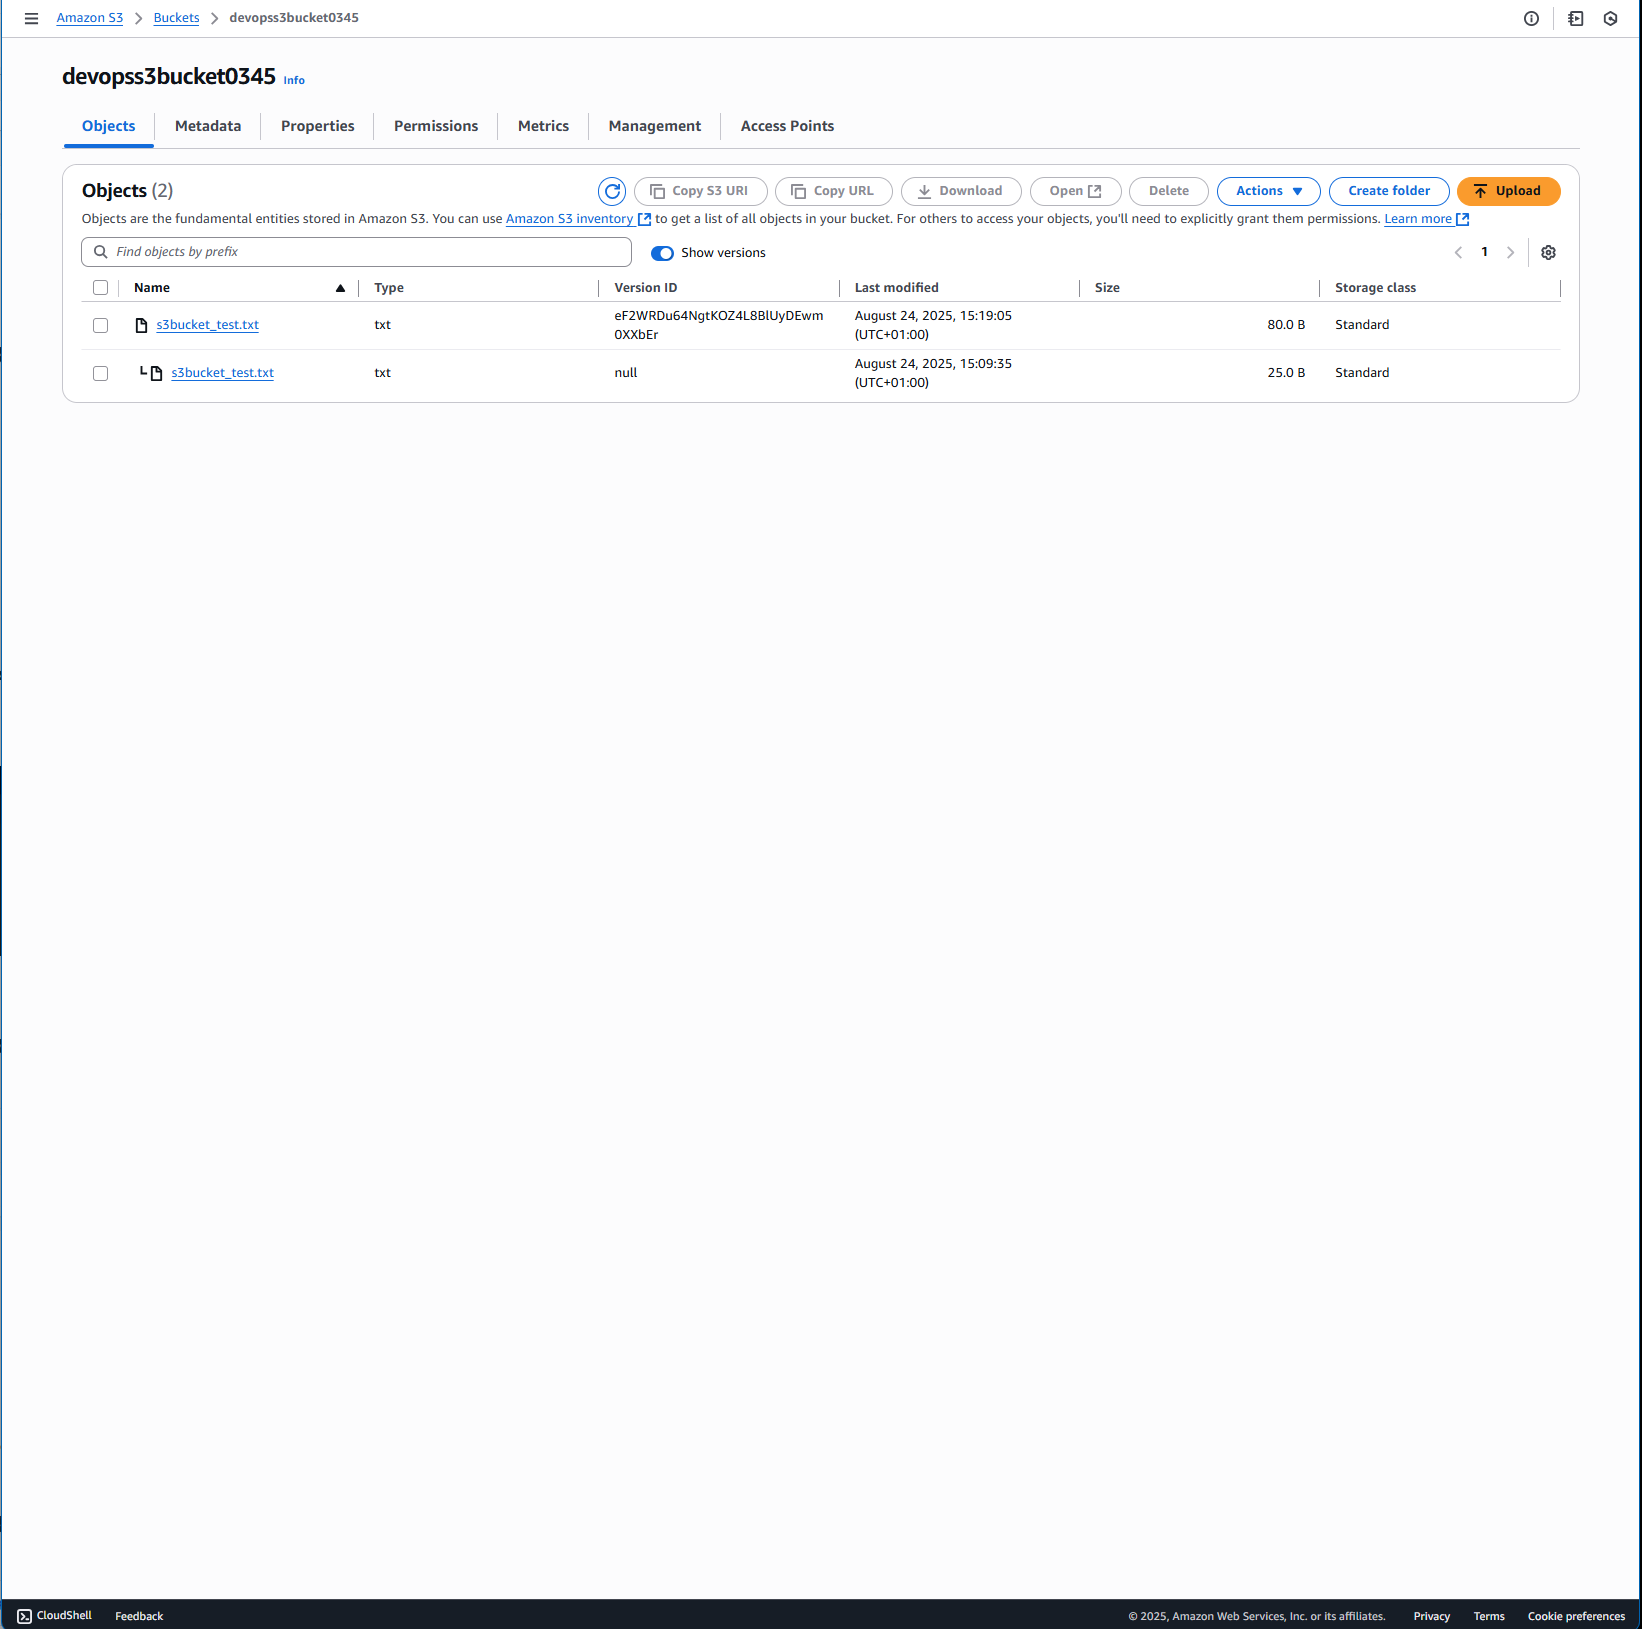 Amazon S3 > Buckets > devopss3bucket0345
devopss3bucket0345 Info
Objects Metadata Properties Permissions Metrics Management Access Points
Objects (2) Copy S3 URI Copy URL Download Open Delete Actions Create folder Upload
Objects are the fundamental entities stored in Amazon S3. You can use Amazon S3 inventory to get a list of all objects in your bucket. For others to access your objects, you'll need to explicitly grant them permissions. Learn more
Find objects by prefix Show versions 1
Name Type Version ID Last modified Size Storage class
s3bucket_test.txt txt eF2WRDu64NgtKOZ4L8BlUyDEwm August 24, 2025, 15:19:05 80.0 B Standard
0XXbEr (UTC+01:00)
s3bucket_test.txt txt null August 24, 2025, 15:09:35 25.0 B Standard
(UTC+01:00)
CloudShell Feedback © 2025, Amazon Web Services, Inc. or its affiliates. Privacy Terms Cookie preferences